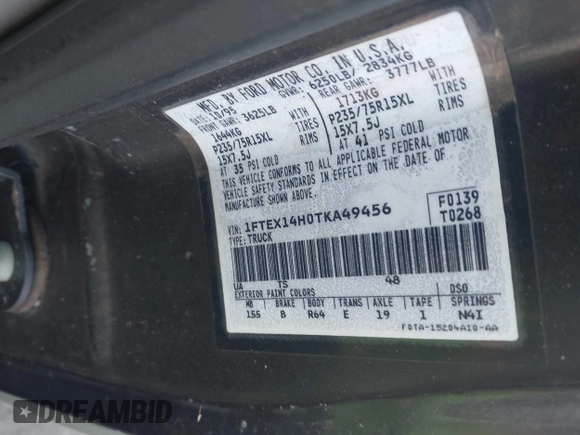 MFD. BY FORD MOTOR CO. IN U.S.A.
DATE: 10/95 GVWR: 6250LB/ 2834KG
FRONT GAWR: 3625LB REAR GAWR: 3777LB
1644KG WITH 1713KG WITH
P235/75R15XL TIRES P235/75R15XL TIRES
15X7.5J RIMS 15X7.5J RIMS
AT 35 PSI COLD AT 41 PSI COLD
THIS VEHICLE CONFORMS TO ALL APPLICABLE FEDERAL MOTOR
VEHICLE SAFETY STANDARDS IN EFFECT ON THE DATE OF
MANUFACTURE SHOWN ABOVE.
VIN: 1FTEX14H0TKA49456 F0139
TYPE: TRUCK T0268
UA TS 48 DSO
EXTERIOR PAINT COLORS
WB BRAKE BODY TRANS AXLE TAPE SPRINGS
155 B R64 E 19 1 N4I
F0TA-15204A10-AA
DREAMBID